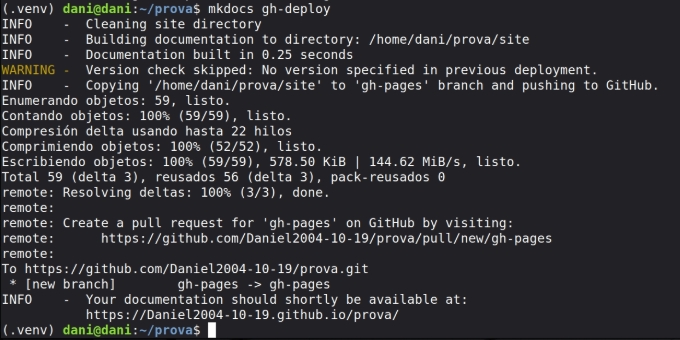 (.venv) dani@dani:~/prova$ mkdocs gh-deploy
INFO    -  Cleaning site directory
INFO    -  Building documentation to directory: /home/dani/prova/site
INFO    -  Documentation built in 0.25 seconds
WARNING -  Version check skipped: No version specified in previous deployment.
INFO    -  Copying '/home/dani/prova/site' to 'gh-pages' branch and pushing to GitHub.
Enumerando objetos: 59, listo.
Contando objetos: 100% (59/59), listo.
Compresión delta usando hasta 22 hilos
Comprimiendo objetos: 100% (52/52), listo.
Escribiendo objetos: 100% (59/59), 578.50 KiB | 144.62 MiB/s, listo.
Total 59 (delta 3), reusados 56 (delta 3), pack-reusados 0
remote: Resolving deltas: 100% (3/3), done.
remote:
remote: Create a pull request for 'gh-pages' on GitHub by visiting:
remote:      https://github.com/Daniel2004-10-19/prova/pull/new/gh-pages
remote:
To https://github.com/Daniel2004-10-19/prova.git
 * [new branch]      gh-pages -> gh-pages
INFO    -  Your documentation should shortly be available at:
           https://Daniel2004-10-19.github.io/prova/
(.venv) dani@dani:~/prova$